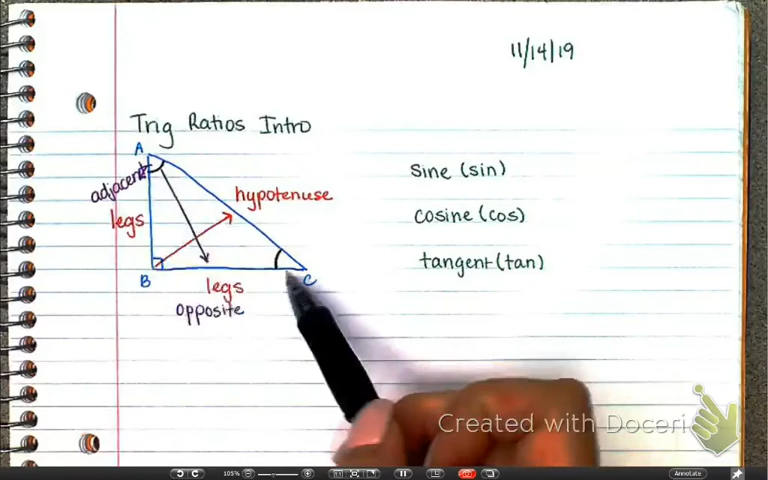 11/14/19
Trig Ratios Intro
A
adjacent
hypotenuse
legs
B
C
legs
opposite
sine (sin)
cosine (cos)
tangent (tan)
Created with Doceri
105%
Annotate